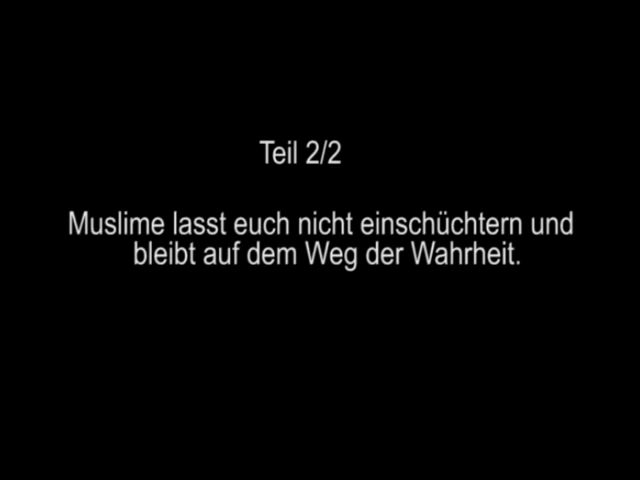 Teil 2/2
Muslime lasst euch nicht einschüchtern und
bleibt auf dem Weg der Wahrheit.